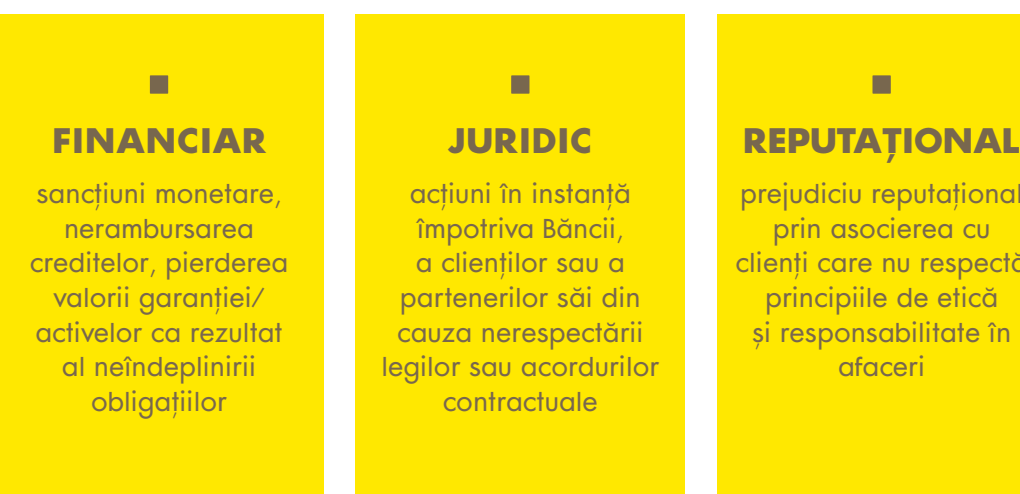 FINANCIAR
sancțiuni monetare,
nerambursarea
creditelor, pierderea
valorii garanției/
activelor ca rezultat
al neîndeplinirii
obligațiilor
JURIDIC
acțiuni în instanță
împotriva Băncii,
a clienților sau a
partenerilor săi din
cauza nerespectării
legilor sau acordurilor
contractuale
REPUTAȚIONAL
prejudiciu reputațional
prin asocierea cu
clienți care nu respectă
principiile de etică
și responsabilitate în
afaceri